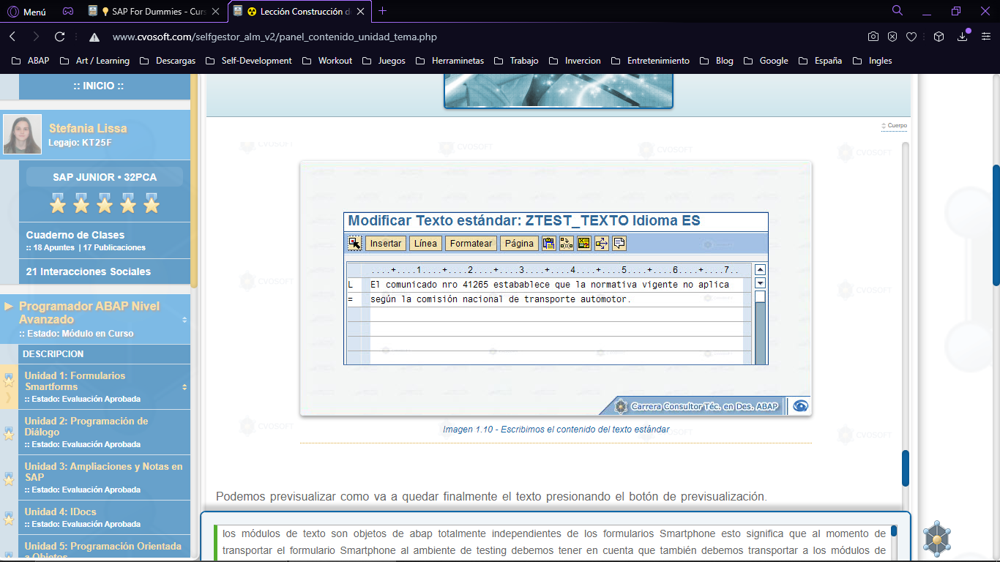 Menú
SAP For Dummies - Curs
Lección Construcción d
www.cvosoft.com/selfgestor_alm_v2/panel_contenido_unidad_tema.php
ABAP
Art / Learning
Descargas
Self-Development
Workout
Juegos
Herraminetas
Trabajo
Invercion
Entretenimiento
Blog
Google
España
Ingles
:: INICIO ::
Stefania Lissa
Legajo: KT25F
SAP JUNIOR • 32PCA
Cuaderno de Clases
:: 18 Apuntes | 17 Publicaciones
21 Interacciones Sociales
Programador ABAP Nivel
Avanzado
:: Estado: Módulo en Curso
DESCRIPCION
Unidad 1: Formularios
Smartforms
:: Estado: Evaluación Aprobada
Unidad 2: Programación de
Diálogo
:: Estado: Evaluación Aprobada
Unidad 3: Ampliaciones y Notas en
SAP
:: Estado: Evaluación Aprobada
Unidad 4: IDocs
:: Estado: Evaluación Aprobada
Unidad 5: Programación Orientada
a Objetos
Cuerpo
CVOSOFT
Modificar Texto estándar: ZTEST_TEXTO Idioma ES
Insertar
Línea
Formatear
Página
....+....1....+....2....+....3....+....4....+....5....+....6....+....7..
L El comunicado nro 41265 estabablece que la normativa vigente no aplica
= según la comisión nacional de transporte automotor.
Carrera Consultor Téc. en Des. ABAP
Imagen 1.10 - Escribimos el contenido del texto estándar
Podemos previsualizar como va a quedar finalmente el texto presionando el botón de previsualización.
los módulos de texto son objetos de abap totalmente independientes de los formularios Smartphone esto significa que al momento de
transportar el formulario Smartphone al ambiente de testing debemos tener en cuenta que también debemos transportar a los módulos de